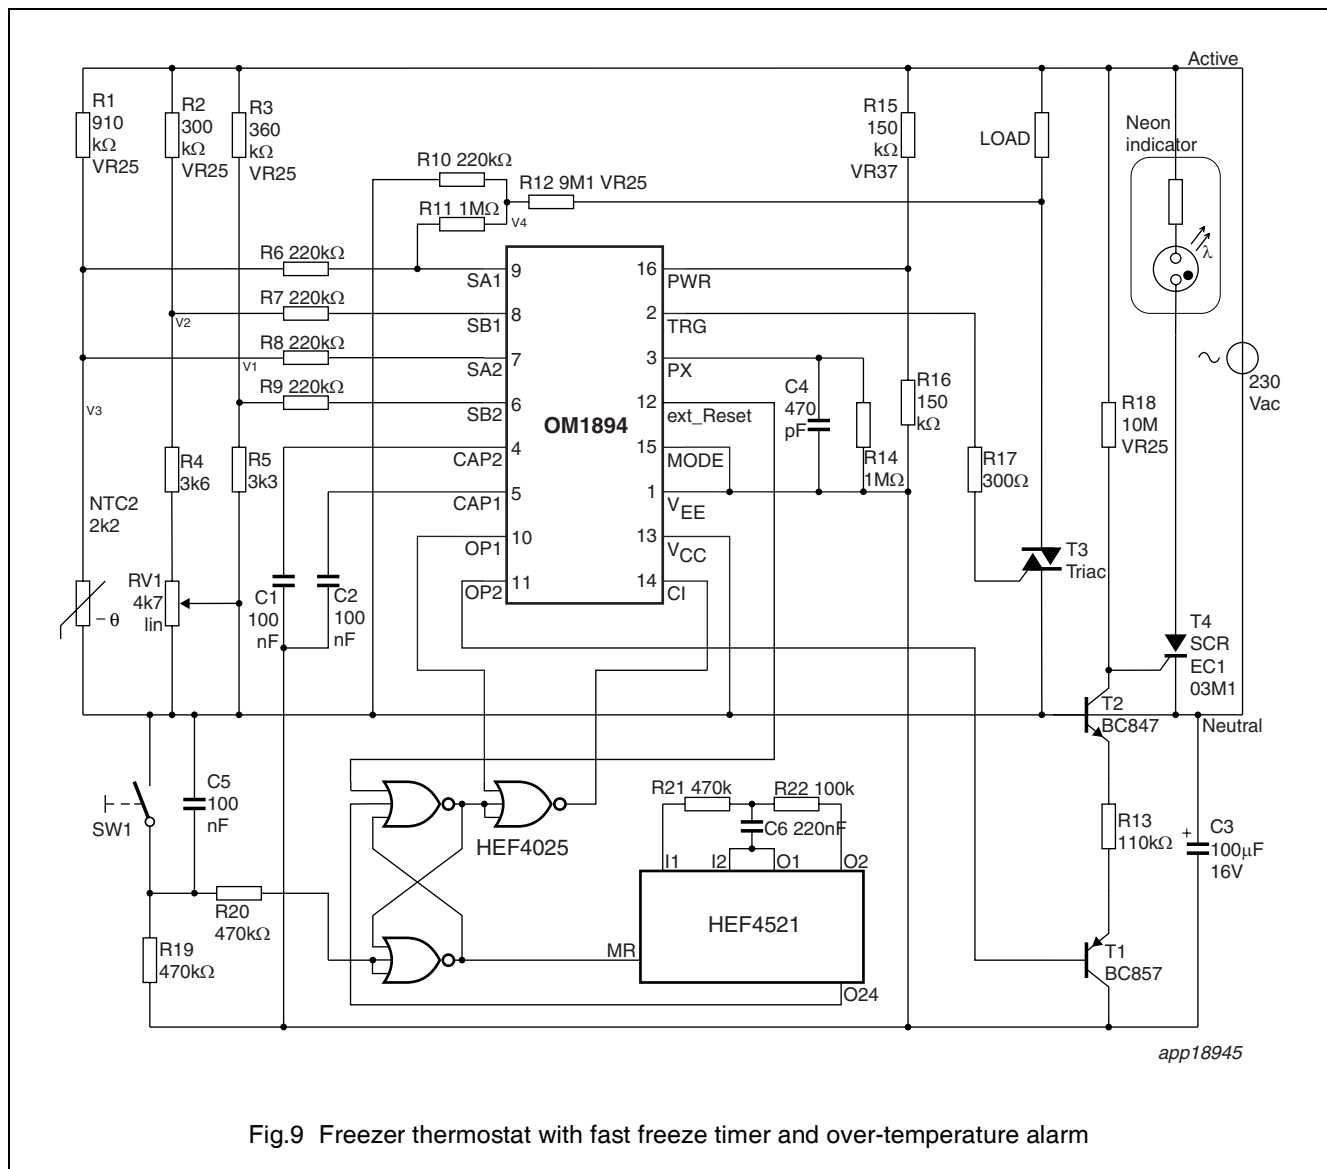 Active
R1
910
kΩ
VR25
R2
300
kΩ
VR25
R3
360
kΩ
VR25
R10 220kΩ
R11 1MΩ
V4
R12 9M1 VR25
R15
150
kΩ
VR37
LOAD
Neon
indicator
λ
R6 220kΩ
R7 220kΩ
V2
R8 220kΩ
V1
R9 220kΩ
V3
9
SA1
8
SB1
7
SA2
6
SB2
4
CAP2
5
CAP1
10
OP1
11
OP2
OM1894
16
PWR
2
TRG
3
PX
12
ext_Reset
15
MODE
1
VEE
13
VCC
14
CI
C4
470
pF
R14
1MΩ
R16
150
kΩ
R17
300Ω
R18
10M
VR25
230
Vac
R4
3k6
R5
3k3
NTC2
2k2
– θ
RV1
4k7
lin
C1
100
nF
C2
100
nF
T3
Triac
T4
SCR
EC1
03M1
T2
BC847
Neutral
SW1
C5
100
nF
HEF4025
R21 470k
R22 100k
C6 220nF
I1
I2
O1
O2
HEF4521
MR
O24
R13
110kΩ
+
C3
100µF
16V
R20
470kΩ
R19
470kΩ
T1
BC857
app18945
Fig.9 Freezer thermostat with fast freeze timer and over-temperature alarm